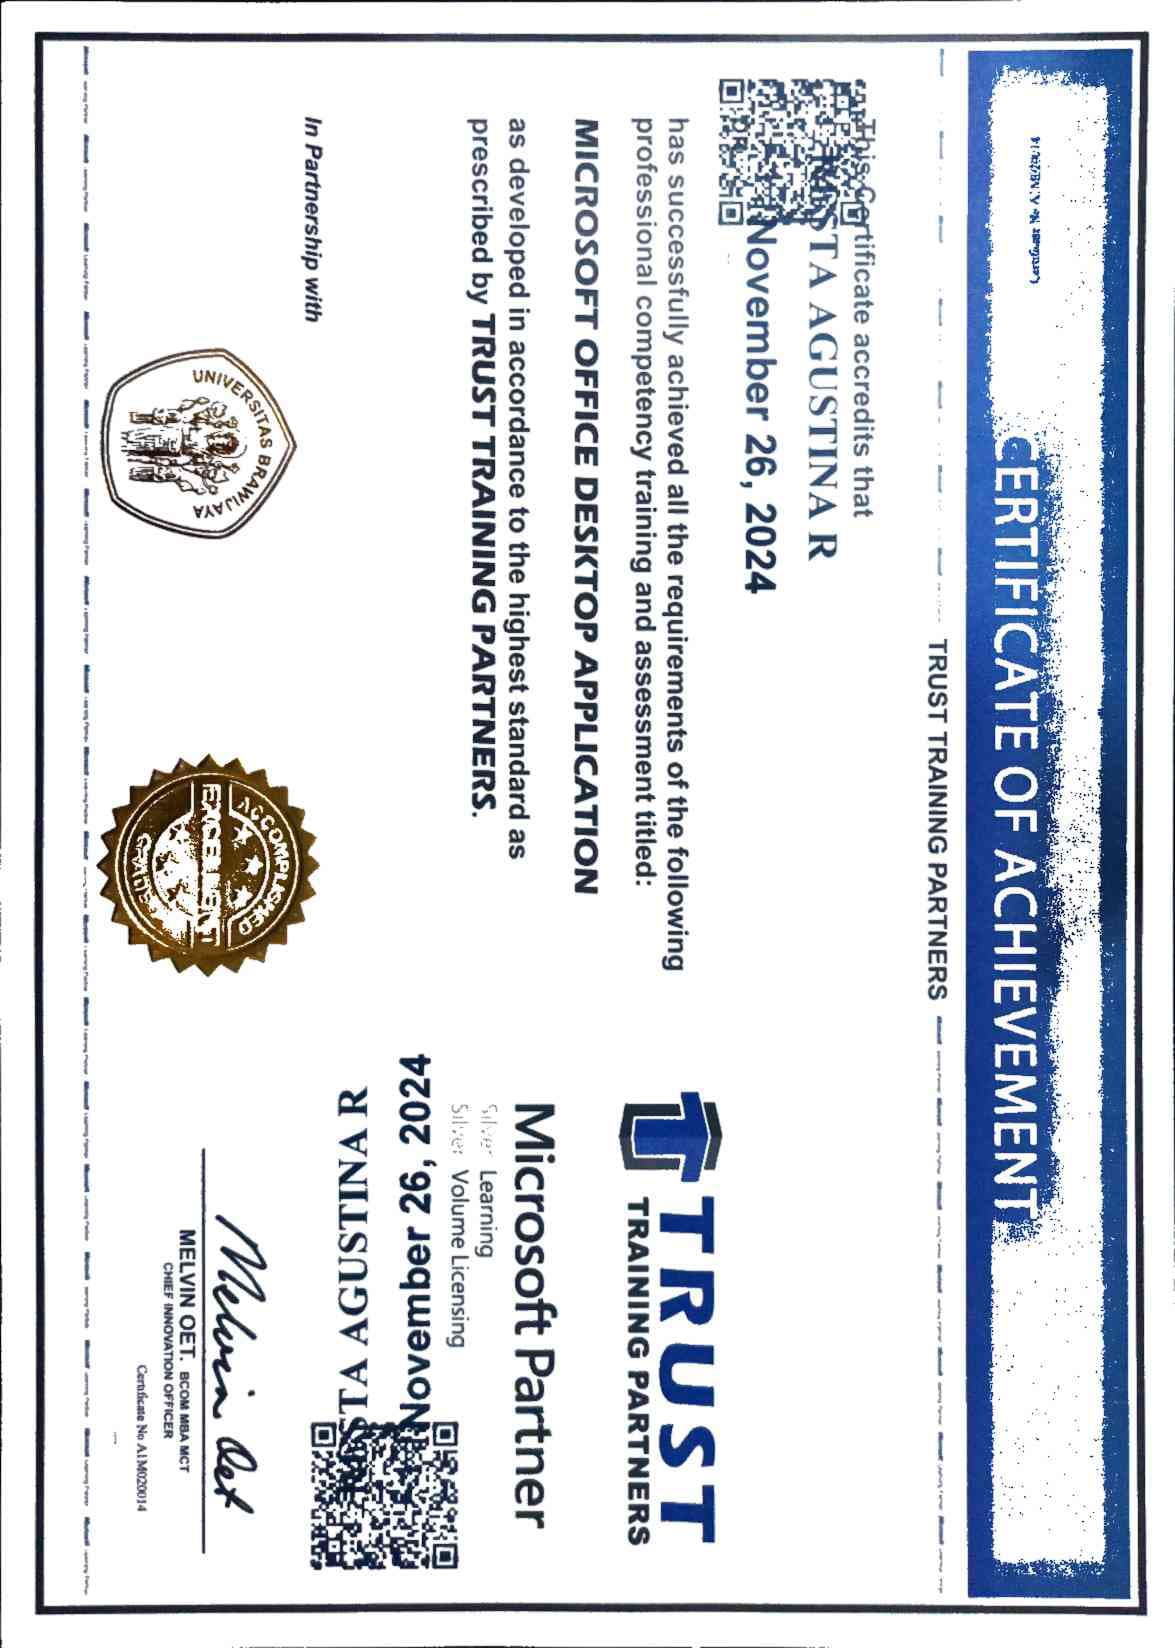 Certificate No A1M020014
CERTIFICATE OF ACHIEVEMENT
TRUST TRAINING PARTNERS
This Certificate accredits that
STA AGUSTINA R
November 26, 2024
has successfully achieved all the requirements of the following
professional competency training and assessment titled:
MICROSOFT OFFICE DESKTOP APPLICATION
as developed in accordance to the highest standard as
prescribed by TRUST TRAINING PARTNERS.
TRUST
TRAINING PARTNERS
Microsoft Partner
Silver Learning
Silver Volume Licensing
November 26, 2024
STA AGUSTINA R
In Partnership with
UNIVERSITAS BRAWIJAYA
ACCOMPLISHED
EXCELLENT
GRADE
Melvin Oet
MELVIN OET. BCOM MBA MCT
CHIEF INNOVATION OFFICER
Certificate No A1M020014